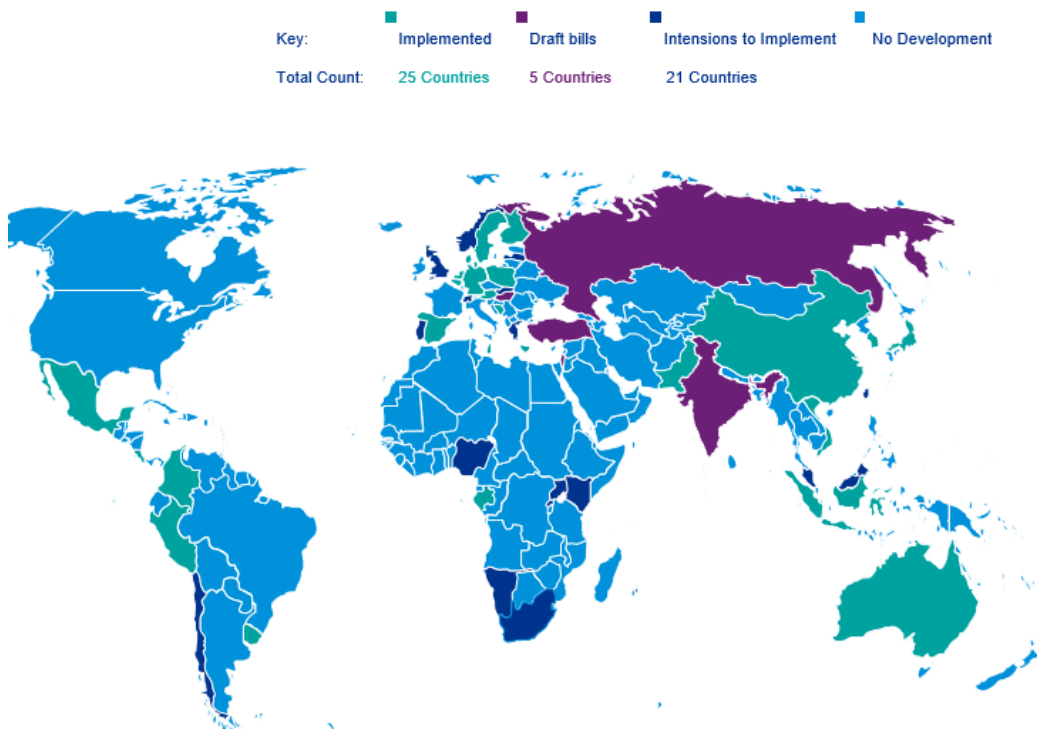 Key: Implemented Draft bills Intensions to Implement No Development
Total Count: 25 Countries 5 Countries 21 Countries